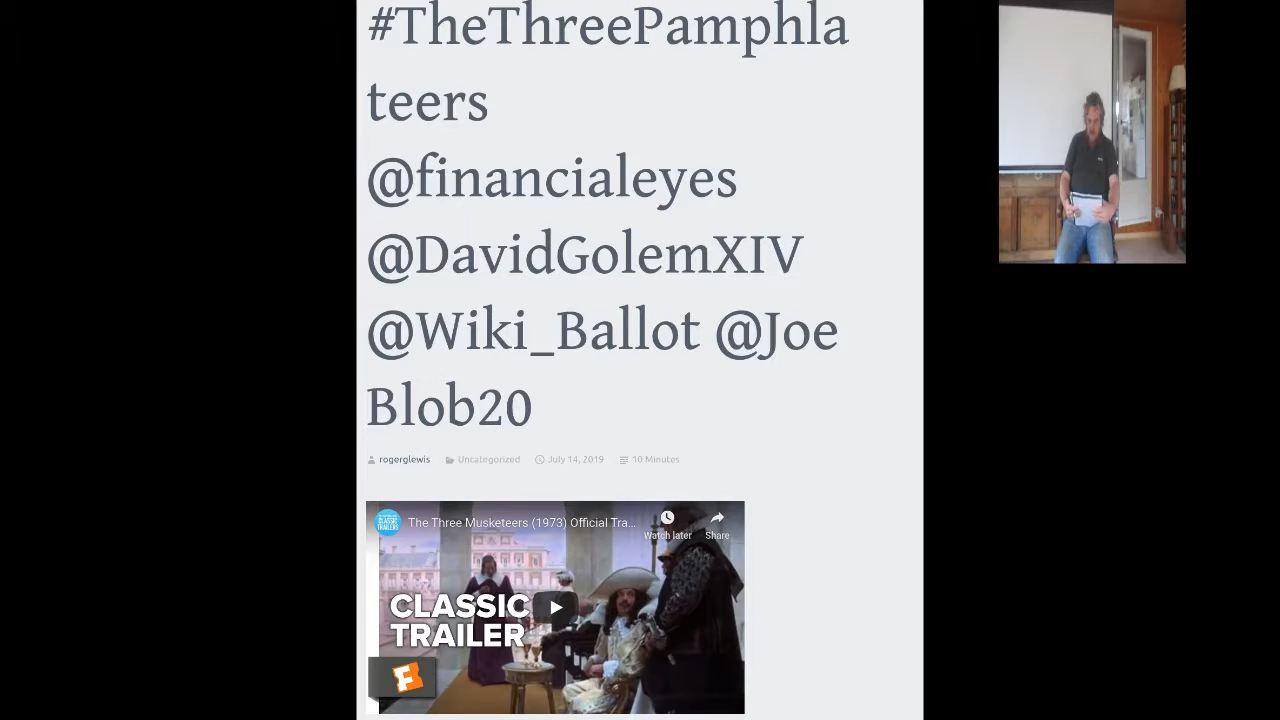 #TheThreePamphla
teers
@financialeyes
@DavidGolemXIV
@Wiki_Ballot @Joe
Blob20
rogerglewis Uncategorized July 14, 2019 10 Minutes
The Three Musketeers (1973) Official Tra...
Watch later Share
CLASSIC
TRAILER